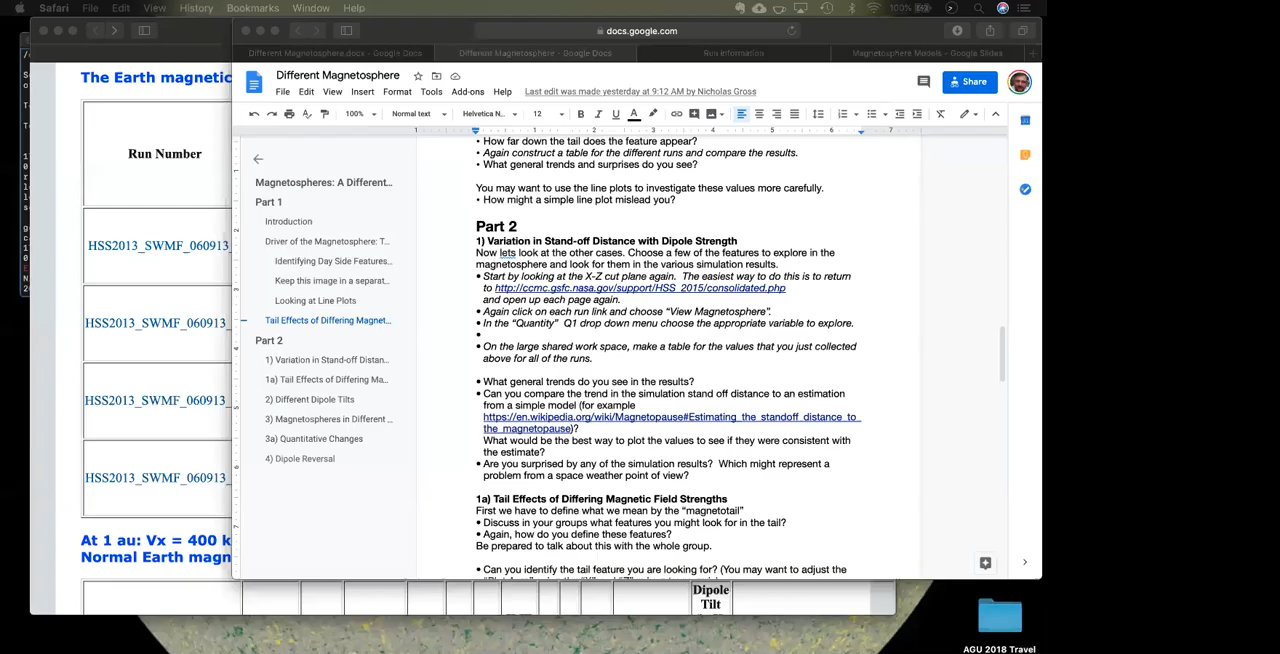 Safari File Edit View History Bookmarks Window Help 100%
docs.google.com
Different Magnetosphere.docx - Google Docs Different Magnetosphere - Google Docs Run Information Magnetosphere Models - Google Slides
Different Magnetosphere
File Edit View Insert Format Tools Add-ons Help Last edit was made yesterday at 9:12 AM by Nicholas Gross
Share
100% Normal text Helvetica N... 12
The Earth magnetic
Run Number
HSS2013_SWMF_060913_
HSS2013_SWMF_060913_
HSS2013_SWMF_060913_
HSS2013_SWMF_060913_
At 1 au: Vx = 400 k
Normal Earth magn
Dipole
Tilt
Magnetospheres: A Different...
Part 1
Introduction
Driver of the Magnetosphere: T...
Identifying Day Side Features...
Keep this image in a separat...
Looking at Line Plots
Tail Effects of Differing Magnet...
Part 2
1) Variation in Stand-off Distan...
1a) Tail Effects of Differing Ma...
2) Different Dipole Tilts
3) Magnetospheres in Different ...
3a) Quantitative Changes
4) Dipole Reversal
• How far down the tail does the feature appear?
• Again construct a table for the different runs and compare the results.
• What general trends and surprises do you see?
You may want to use the line plots to investigate these values more carefully.
• How might a simple line plot mislead you?
Part 2
1) Variation in Stand-off Distance with Dipole Strength
Now lets look at the other cases. Choose a few of the features to explore in the
magnetosphere and look for them in the various simulation results.
• Start by looking at the X-Z cut plane again. The easiest way to do this is to return
to http://ccmc.gsfc.nasa.gov/support/HSS_2015/consolidated.php
and open up each page again.
• Again click on each run link and choose “View Magnetosphere”.
• In the “Quantity” Q1 drop down menu choose the appropriate variable to explore.
•
• On the large shared work space, make a table for the values that you just collected
above for all of the runs.
• What general trends do you see in the results?
• Can you compare the trend in the simulation stand off distance to an estimation
from a simple model (for example
https://en.wikipedia.org/wiki/Magnetopause#Estimating_the_standoff_distance_to_
the_magnetopause)?
What would be the best way to plot the values to see if they were consistent with
the estimate?
• Are you surprised by any of the simulation results? Which might represent a
problem from a space weather point of view?
1a) Tail Effects of Differing Magnetic Field Strengths
First we have to define what we mean by the “magnetotail”
• Discuss in your groups what features you might look for in the tail?
• Again, how do you define these features?
Be prepared to talk about this with the whole group.
• Can you identify the tail feature you are looking for? (You may want to adjust the
AGU 2018 Travel